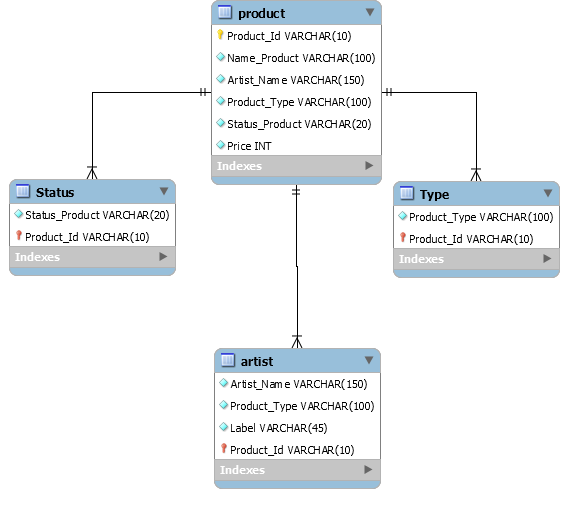 product
Product_Id VARCHAR(10)
Name_Product VARCHAR(100)
Artist_Name VARCHAR(150)
Product_Type VARCHAR(100)
Status_Product VARCHAR(20)
Price INT
Indexes
Status
Status_Product VARCHAR(20)
Product_Id VARCHAR(10)
Indexes
Type
Product_Type VARCHAR(100)
Product_Id VARCHAR(10)
Indexes
artist
Artist_Name VARCHAR(150)
Product_Type VARCHAR(100)
Label VARCHAR(45)
Product_Id VARCHAR(10)
Indexes